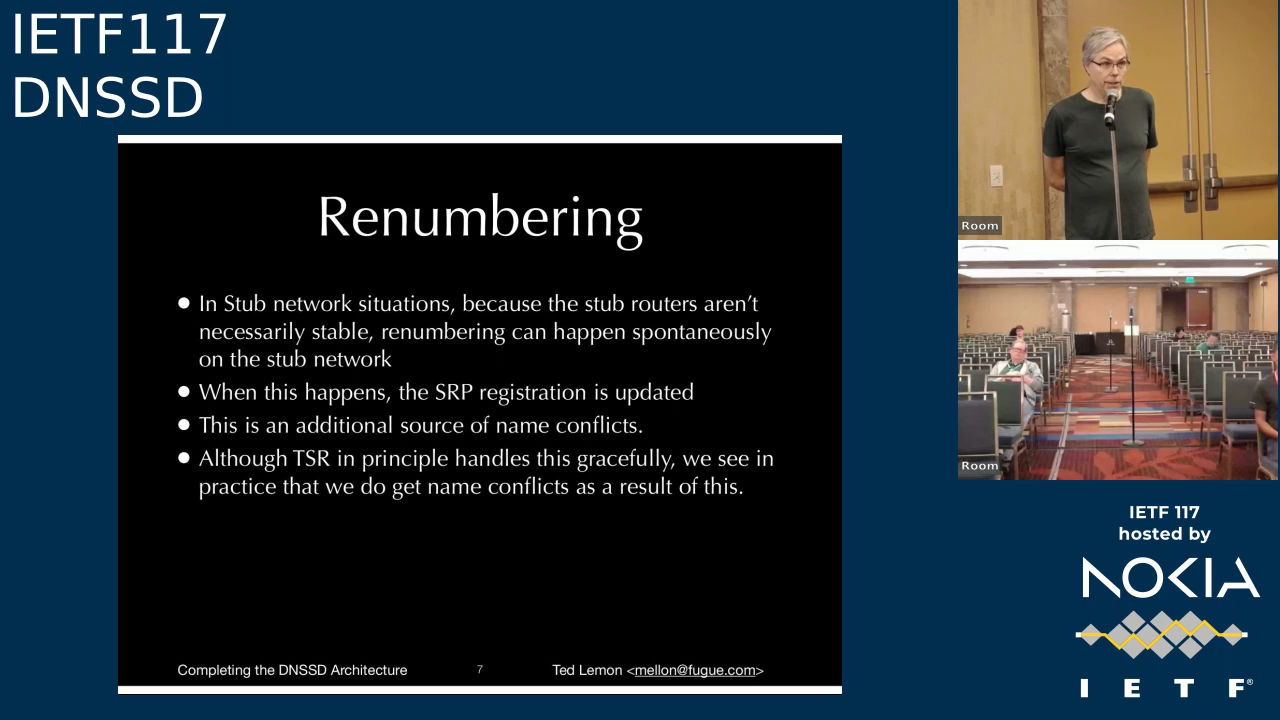 IETF117
DNSSD
Renumbering
● In Stub network situations, because the stub routers aren't
necessarily stable, renumbering can happen spontaneously
on the stub network
● When this happens, the SRP registration is updated
● This is an additional source of name conflicts.
● Although TSR in principle handles this gracefully, we see in
practice that we do get name conflicts as a result of this.
Completing the DNSSD Architecture 7 Ted Lemon <mellon@fugue.com>
Room
Room
IETF 117
hosted by
NOKIA
I E T F®